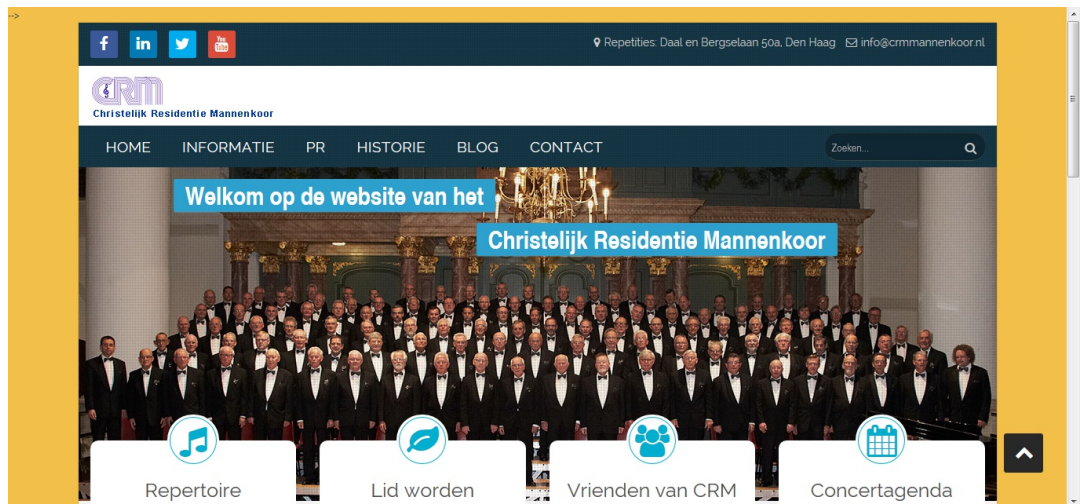 -->
Repetities: Daal en Bergselaan 50a, Den Haag info@crmmannenkoor.nl
CRM
Christelijk Residentie Mannenkoor
HOME INFORMATIE PR HISTORIE BLOG CONTACT Zoeken...
Welkom op de website van het
Christelijk Residentie Mannenkoor
Repertoire Lid worden Vrienden van CRM Concertagenda